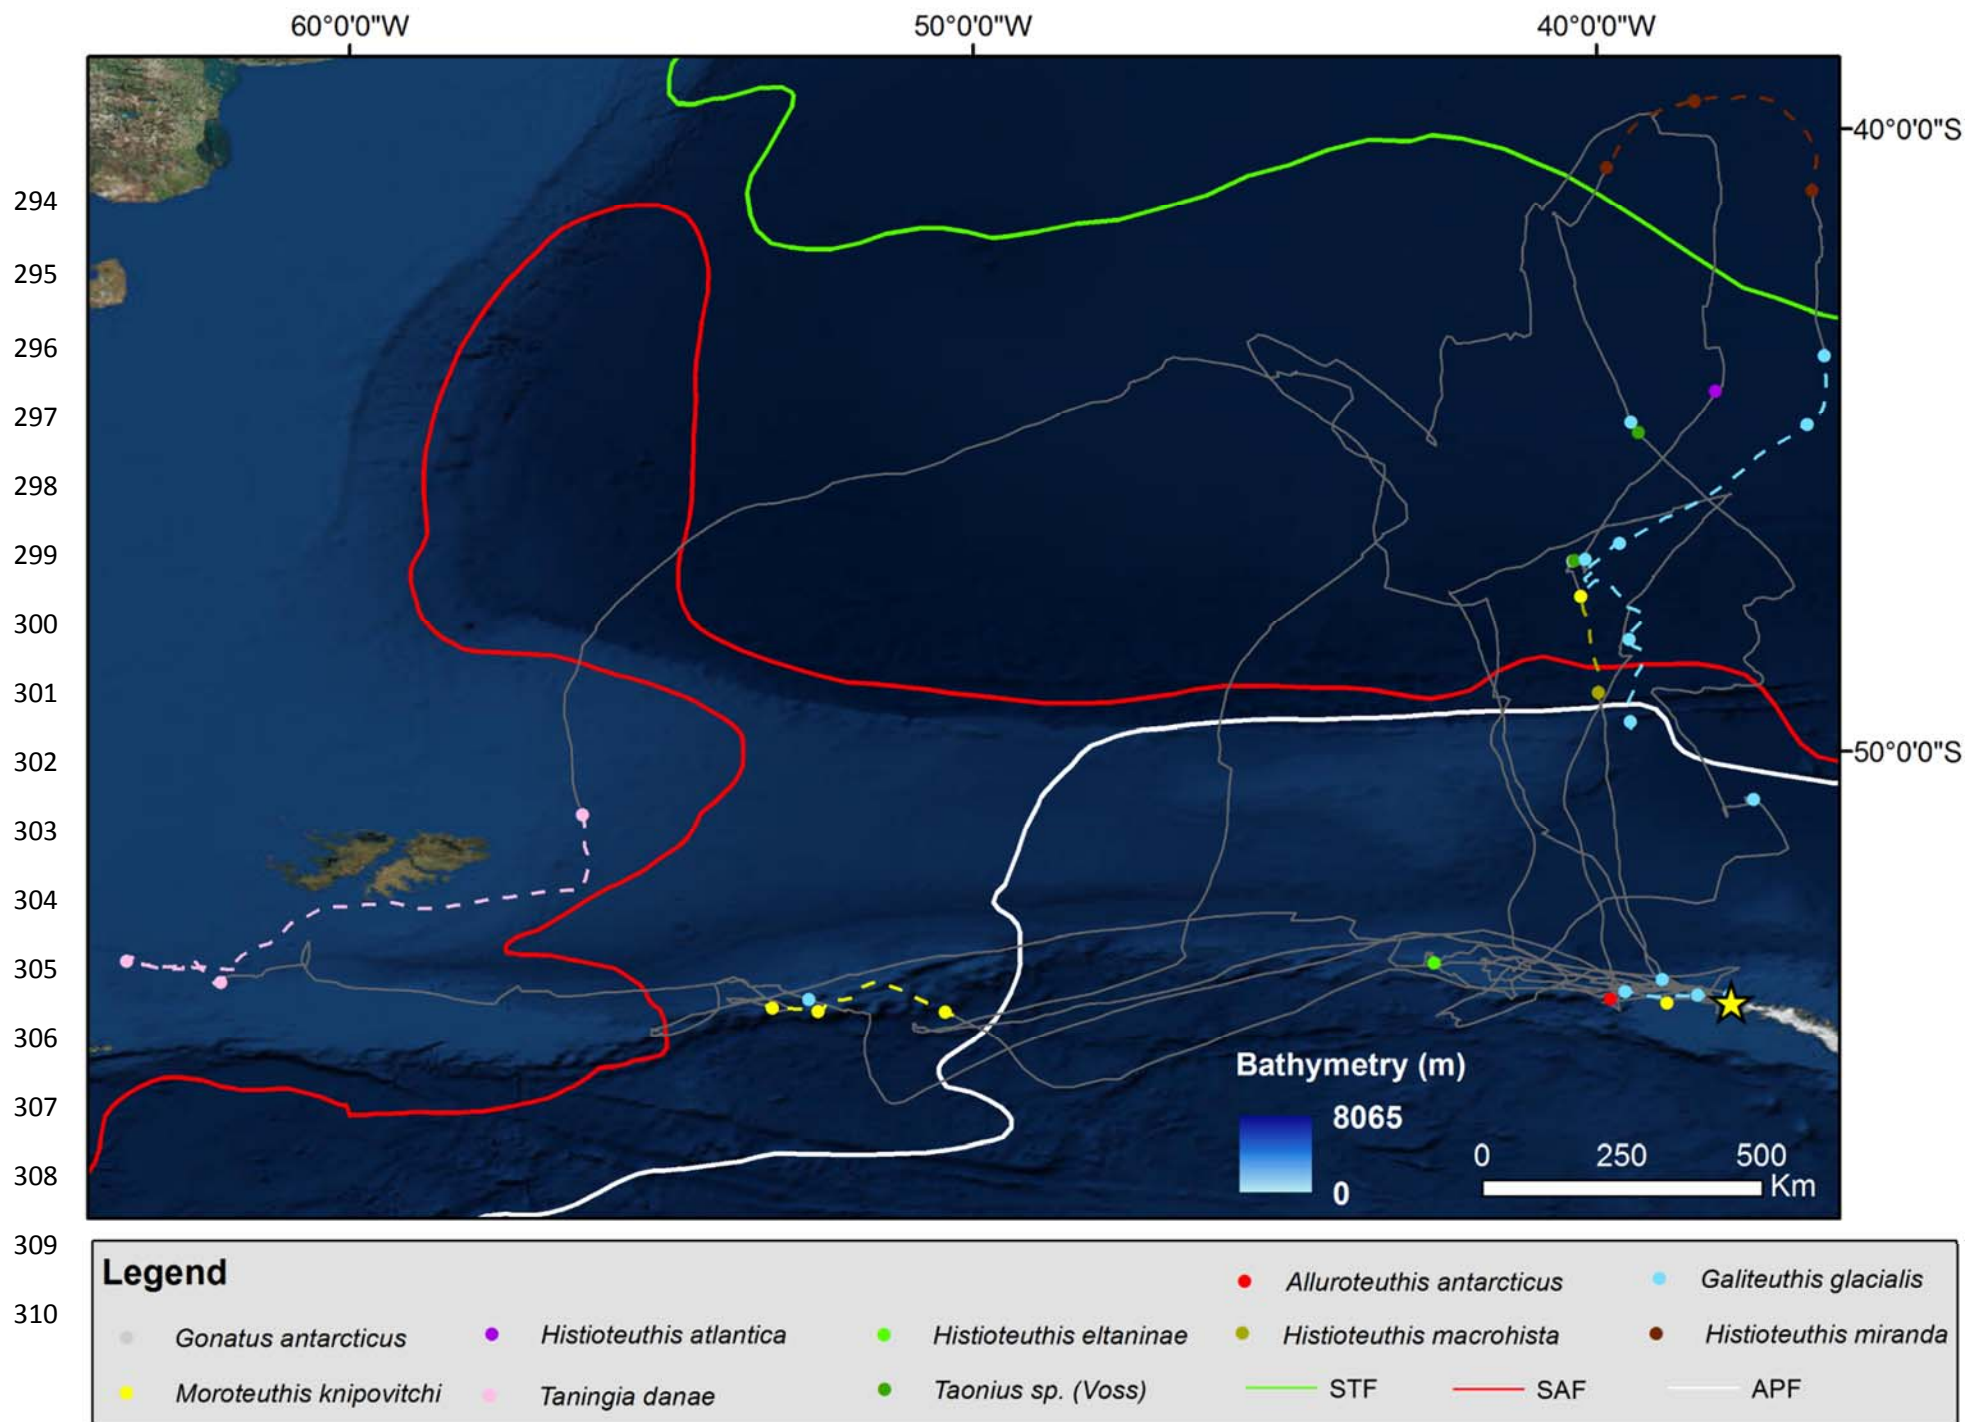 60°0'0"W 50°0'0"W 40°0'0"W
40°0'0"S
294
295
296
297
298
299
300
301
50°0'0"S
302
303
304
305
306
Bathymetry (m)
307
8065
0 250 500
308
Km
0
309
Legend
Alluroteuthis antarcticus Galiteuthis glacialis
310
Gonatus antarcticus Histioteuthis atlantica Histioteuthis eltaninae Histioteuthis macrohista Histioteuthis miranda
Moroteuthis knipovitchi Taningia danae Taonius sp. (Voss) STF SAF APF